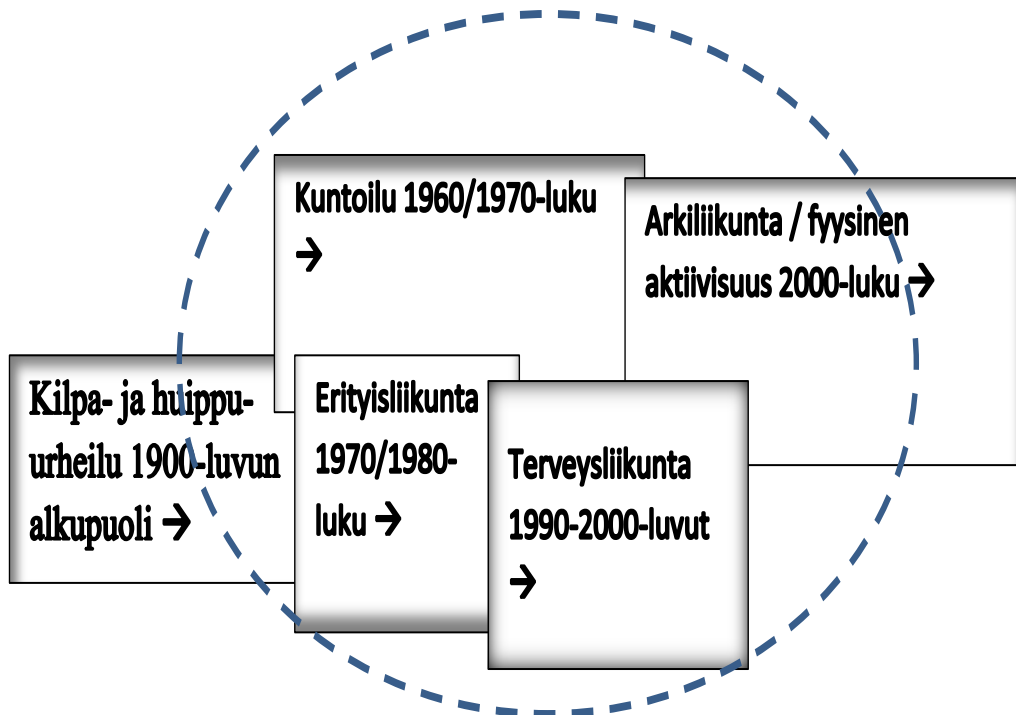 Kuntoilu 1960/1970-luku
→
Arkiliikunta / fyysinen
aktiivisuus 2000-luku →
Kilpa- ja huippu-
urheilu 1900-luvun
alkupuoli →
Erityisliikunta
1970/1980-
luku →
Terveysliikunta
1990-2000-luvut
→